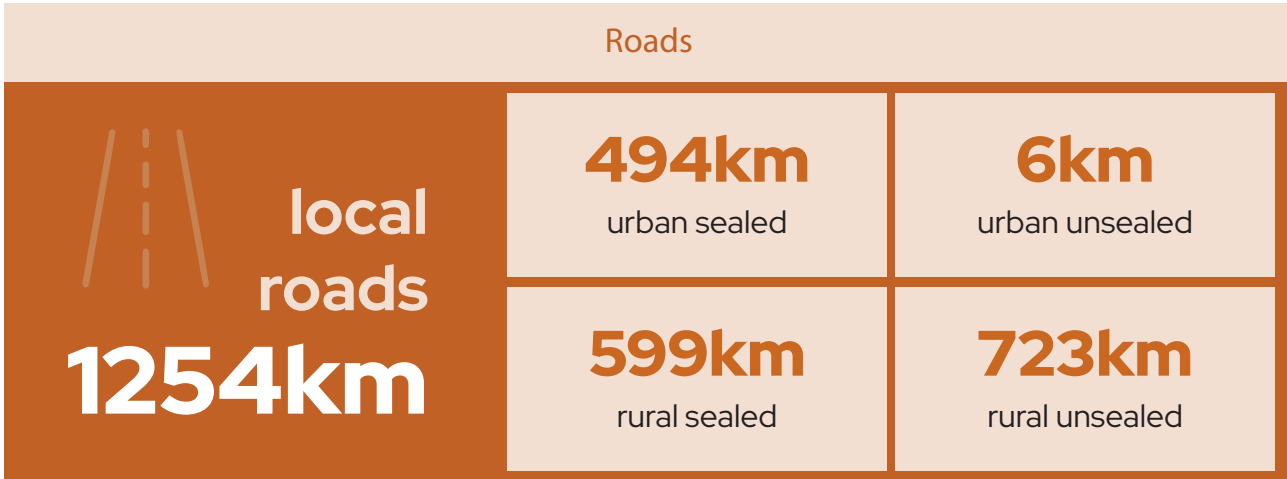 Roads
local
roads
1254km
494km
urban sealed
6km
urban unsealed
599km
rural sealed
723km
rural unsealed